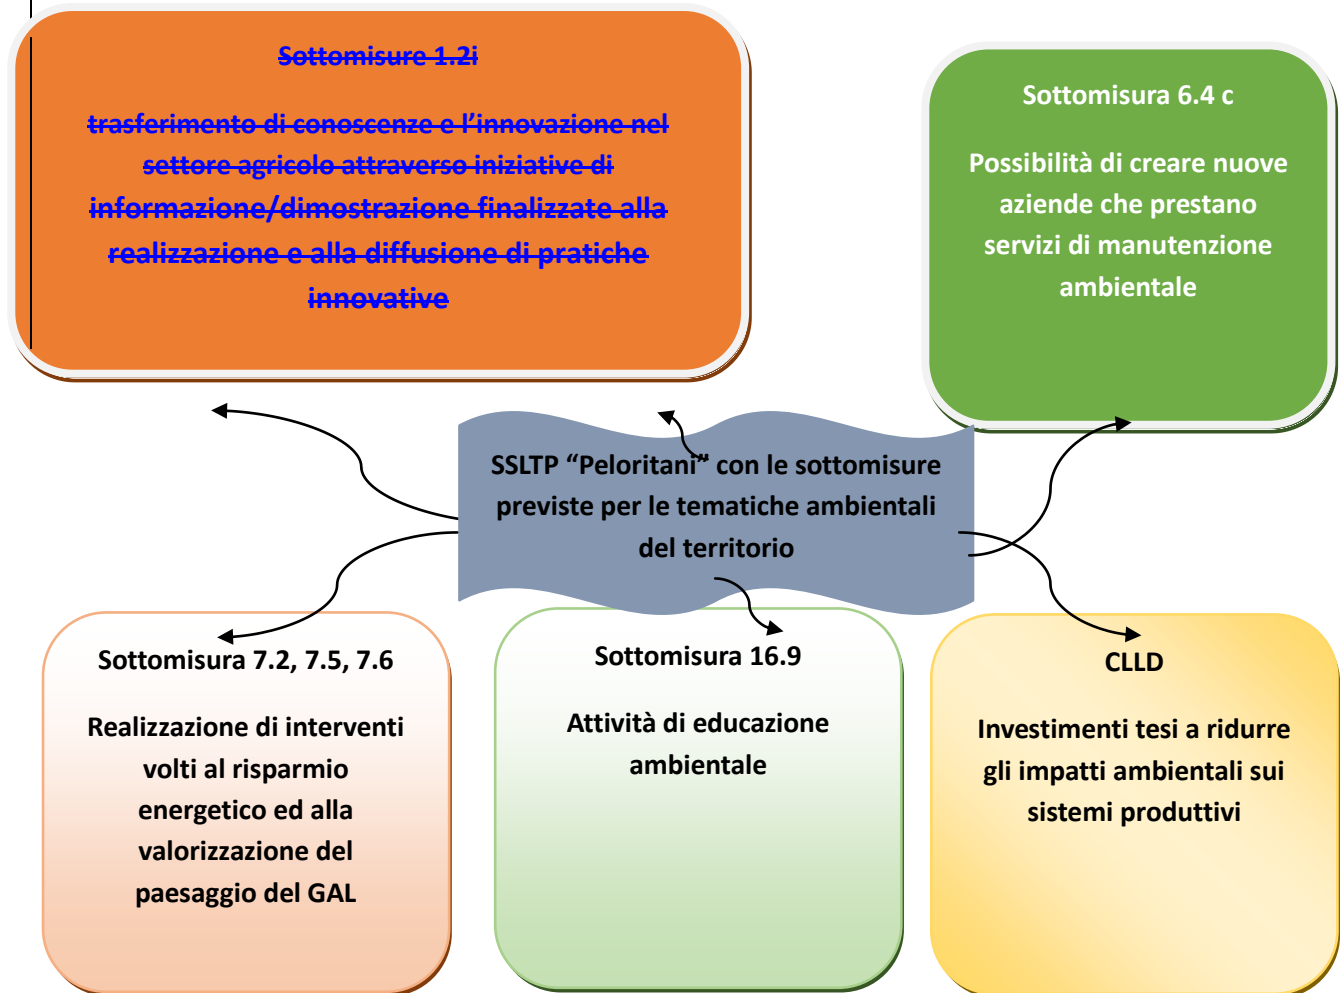 Sottomisure 1.2i
trasferimento di conoscenze e l'innovazione nel
settore agricolo attraverso iniziative di
informazione/dimostrazione finalizzate alla
realizzazione e alla diffusione di pratiche
innovative
Sottomisura 6.4 c
Possibilità di creare nuove
aziende che prestano
servizi di manutenzione
ambientale
SSLTP “Peloritani” con le sottomisure
previste per le tematiche ambientali
del territorio
Sottomisura 7.2, 7.5, 7.6
Realizzazione di interventi
volti al risparmio
energetico ed alla
valorizzazione del
paesaggio del GAL
Sottomisura 16.9
Attività di educazione
ambientale
CLLD
Investimenti tesi a ridurre
gli impatti ambientali sui
sistemi produttivi